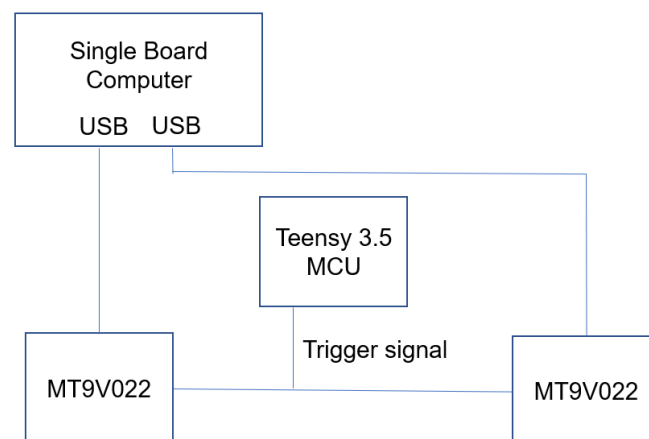 Single Board
Computer
USB USB
Teensy 3.5
MCU
Trigger signal
MT9V022
MT9V022